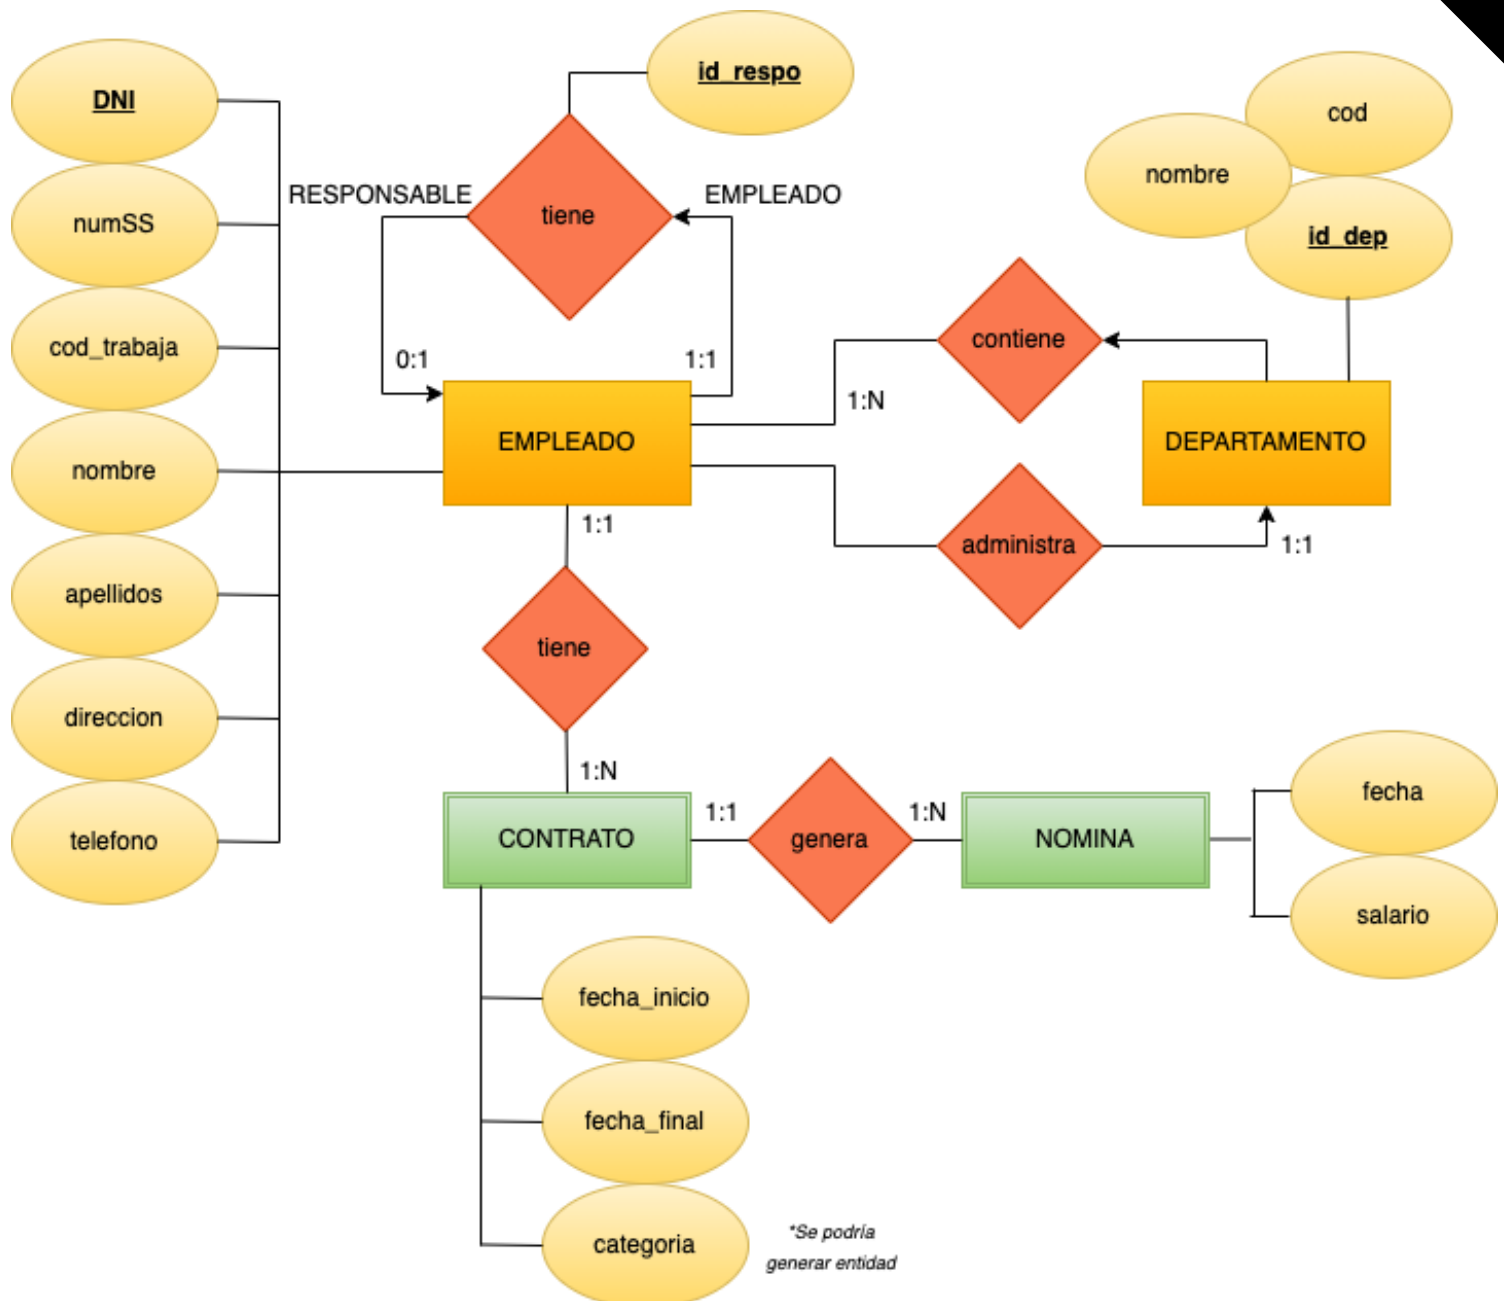 id_respo
DNI
cod
nombre
id_dep
numSS
RESPONSABLE
EMPLEADO
tiene
cod_trabaja
0:1
1:1
contiene
1:N
nombre
EMPLEADO
DEPARTAMENTO
1:1
administra
1:1
apellidos
tiene
direccion
1:N
telefono
CONTRATO
1:1
genera
1:N
NOMINA
fecha
salario
fecha_inicio
fecha_final
categoria
*Se podría
generar entidad